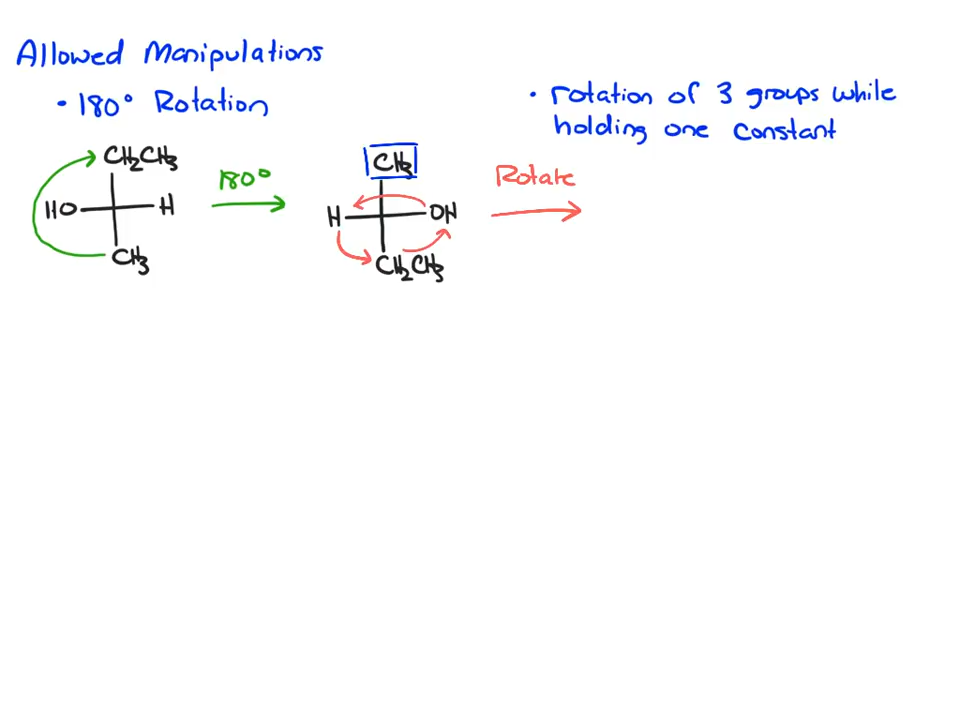 Allowed Manipulations
• 180° Rotation
• rotation of 3 groups while
holding one constant
CH₂CH₃
HO H
CH₃
180°
CH₃
H OH
CH₂CH₃
Rotate